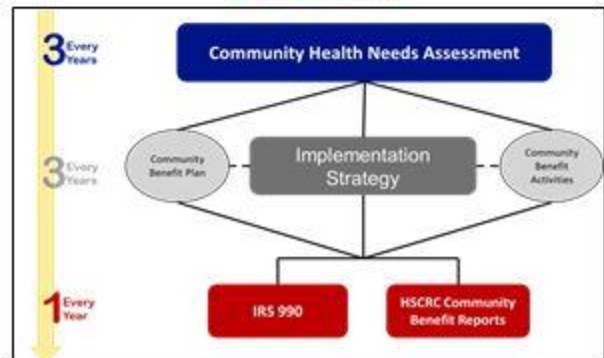 3 Every Years
Community Health Needs Assessment
3 Every Years
Community Benefit Plan
Implementation Strategy
Community Benefit Activities
1 Every Year
IRS 990
HSCRC Community Benefit Reports